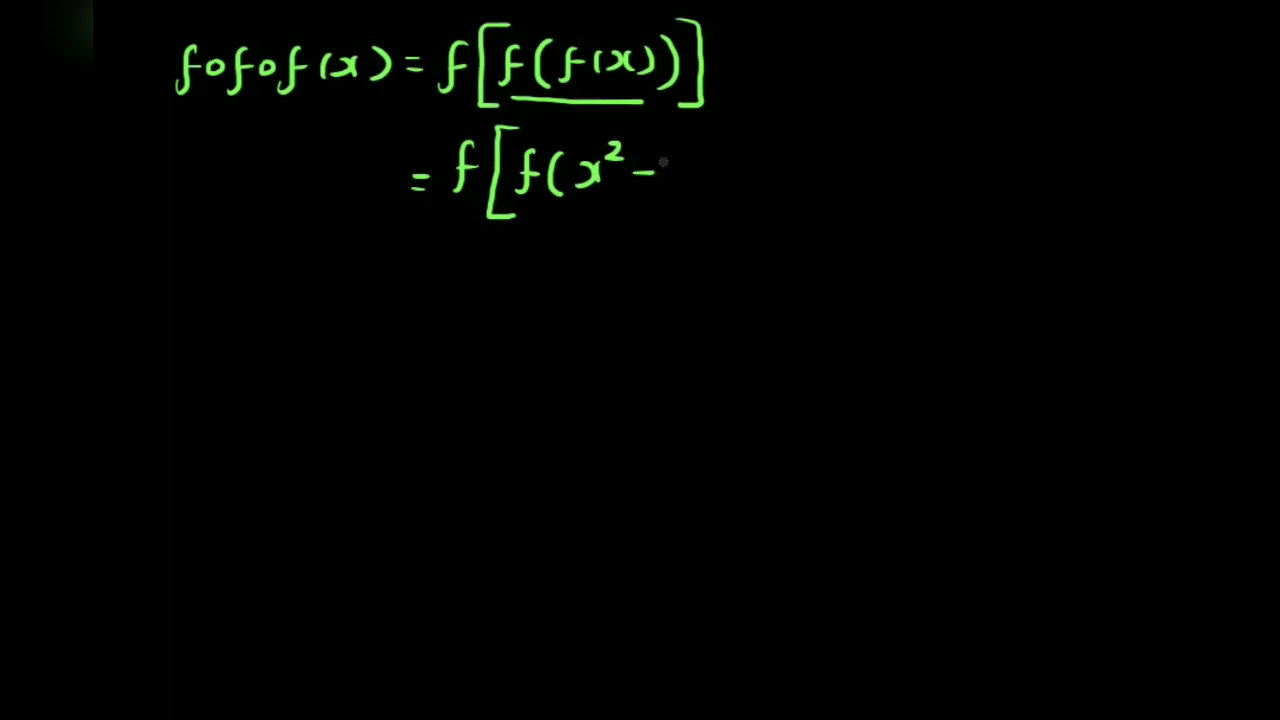 fofof(x) = f[f(f(x))]
= f[f(x² -